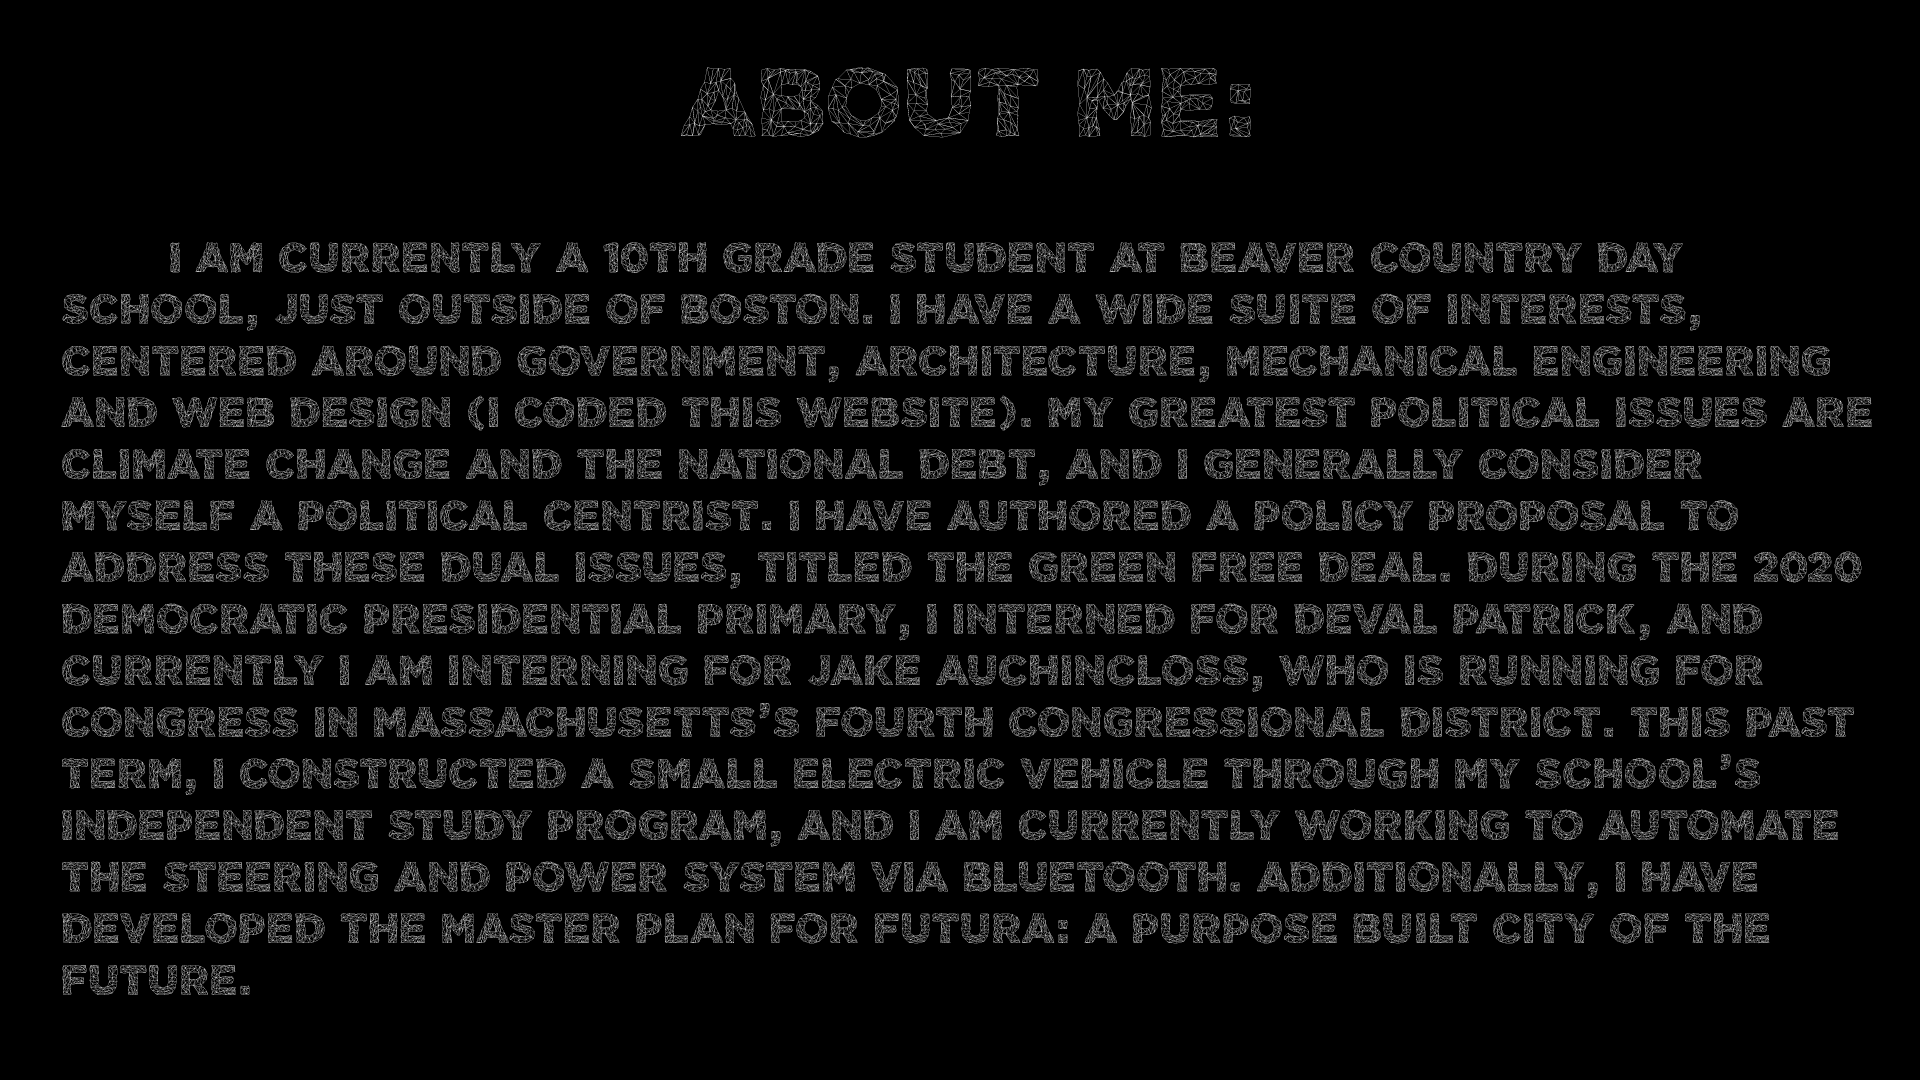 ABOUT ME:
I AM CURRENTLY A 10TH GRADE STUDENT AT BEAVER COUNTRY DAY
SCHOOL, JUST OUTSIDE OF BOSTON. I HAVE A WIDE SUITE OF INTERESTS,
CENTERED AROUND GOVERNMENT, ARCHITECTURE, MECHANICAL ENGINEERING
AND WEB DESIGN (I CODED THIS WEBSITE). MY GREATEST POLITICAL ISSUES ARE
CLIMATE CHANGE AND THE NATIONAL DEBT, AND I GENERALLY CONSIDER
MYSELF A POLITICAL CENTRIST. I HAVE AUTHORED A POLICY PROPOSAL TO
ADDRESS THESE DUAL ISSUES, TITLED THE GREEN FREE DEAL. DURING THE 2020
DEMOCRATIC PRESIDENTIAL PRIMARY, I INTERNED FOR DEVAL PATRICK, AND
CURRENTLY I AM INTERNING FOR JAKE AUCHINCLOSS, WHO IS RUNNING FOR
CONGRESS IN MASSACHUSETTS'S FOURTH CONGRESSIONAL DISTRICT. THIS PAST
TERM, I CONSTRUCTED A SMALL ELECTRIC VEHICLE THROUGH MY SCHOOL'S
INDEPENDENT STUDY PROGRAM, AND I AM CURRENTLY WORKING TO AUTOMATE
THE STEERING AND POWER SYSTEM VIA BLUETOOTH. ADDITIONALLY, I HAVE
DEVELOPED THE MASTER PLAN FOR FUTURA: A PURPOSE BUILT CITY OF THE
FUTURE.